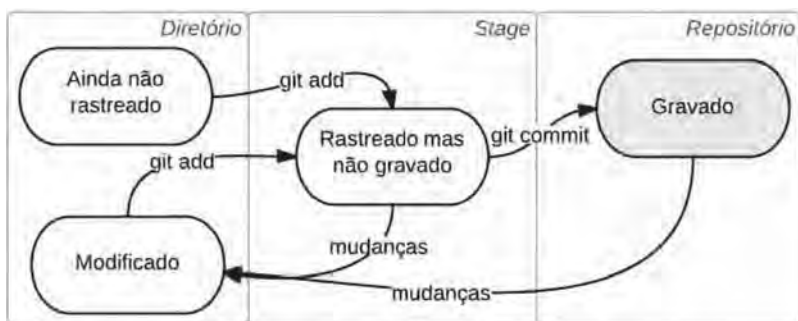 Diretório
Stage
Repositório
Ainda não
rastreado
git add
Rastreado mas
não gravado
git commit
Gravado
git add
Modificado
mudanças
mudanças